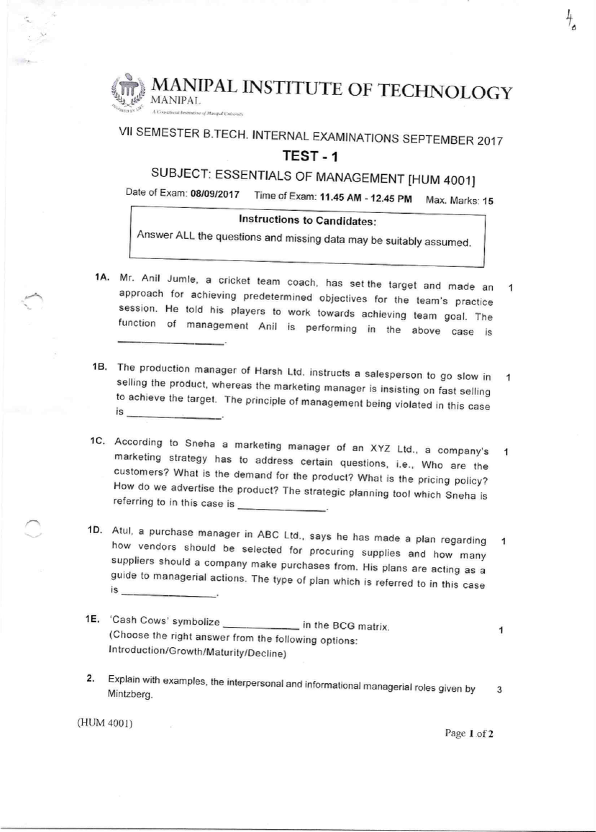 4
MANIPAL INSTITUTE OF TECHNOLOGY
MANIPAL
A Constituent Institution of Manipal University
VII SEMESTER B.TECH. INTERNAL EXAMINATIONS SEPTEMBER 2017
TEST - 1
SUBJECT: ESSENTIALS OF MANAGEMENT [HUM 4001]
Date of Exam: 08/09/2017 Time of Exam: 11.45 AM - 12.45 PM Max. Marks: 15
Instructions to Candidates:
Answer ALL the questions and missing data may be suitably assumed.
1A. Mr. Anil Jumle, a cricket team coach, has set the target and made an 1
approach for achieving predetermined objectives for the team's practice
session. He told his players to work towards achieving team goal. The
function of management Anil is performing in the above case is
____________________.
1B. The production manager of Harsh Ltd. instructs a salesperson to go slow in 1
selling the product, whereas the marketing manager is insisting on fast selling
to achieve the target. The principle of management being violated in this case
is __________________.
1C. According to Sneha a marketing manager of an XYZ Ltd., a company's 1
marketing strategy has to address certain questions, i.e., Who are the
customers? What is the demand for the product? What is the pricing policy?
How do we advertise the product? The strategic planning tool which Sneha is
referring to in this case is _________________.
1D. Atul, a purchase manager in ABC Ltd., says he has made a plan regarding 1
how vendors should be selected for procuring supplies and how many
suppliers should a company make purchases from. His plans are acting as a
guide to managerial actions. The type of plan which is referred to in this case
is __________________.
1E. 'Cash Cows' symbolize ______________ in the BCG matrix. 1
(Choose the right answer from the following options:
Introduction/Growth/Maturity/Decline)
2. Explain with examples, the interpersonal and informational managerial roles given by 3
Mintzberg.
(HUM 4001)
Page 1 of 2